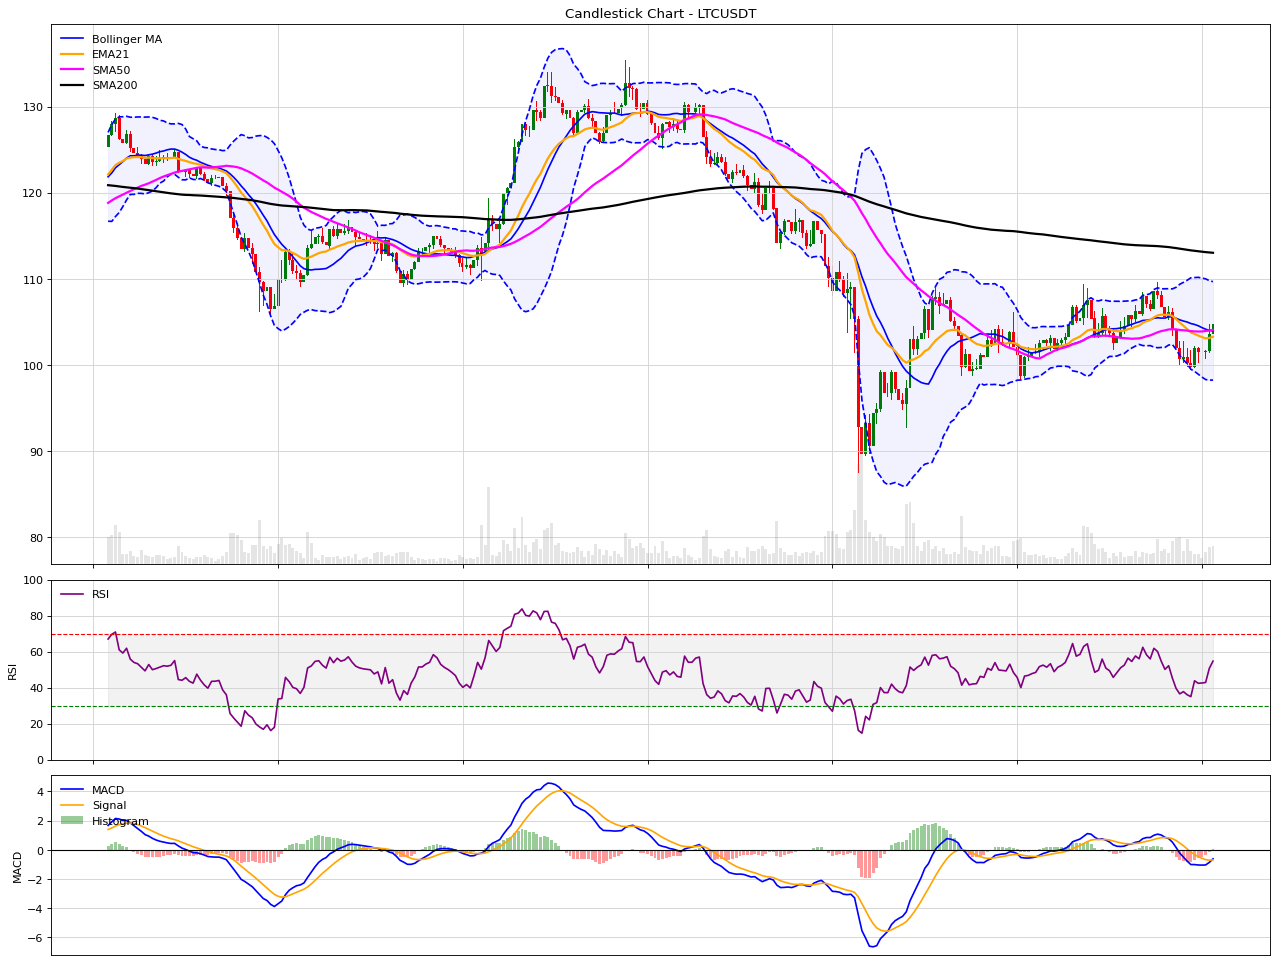 Candlestick Chart - LTCUSDT
Bollinger MA
EMA21
SMA50
SMA200
130
120
110
100
90
80
100
80
60
40
20
0
RSI
RSI
4
2
0
−2
−4
−6
MACD
MACD
Signal
Histogram